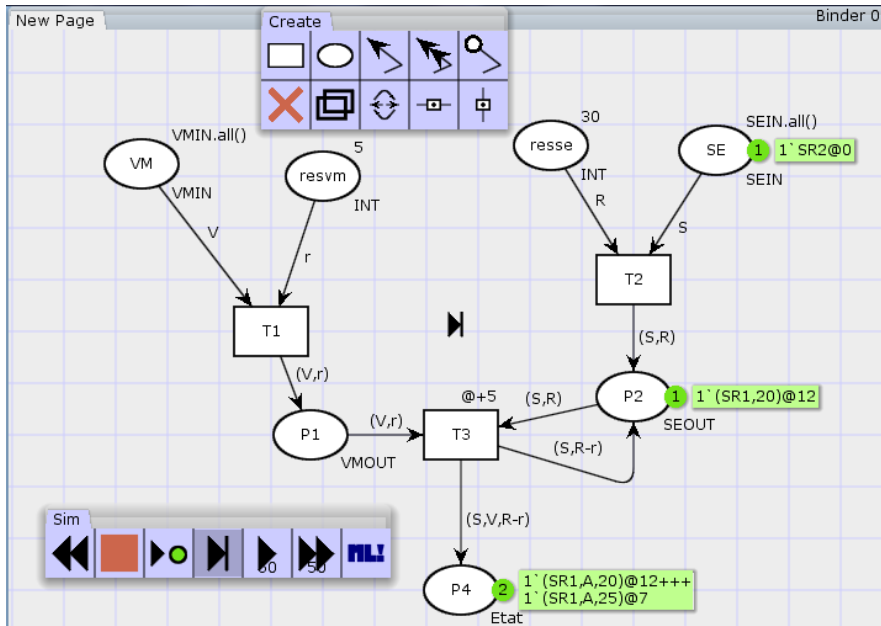 New Page
Binder 0
Create
VMIN.all()
VM
VMIN
5
resvm
INT
30
resse
INT
SEIN.all()
SE
1
1`SR2@0
SEIN
V
r
R
S
T1
T2
(V,r)
(S,R)
P1
VMOUT
(V,r)
@+5
T3
(S,R)
(S,R-r)
P2
1
1`(SR1,20)@12
SEOUT
(S,V,R-r)
Sim
50
50
ML!
P4
2
1`(SR1,A,20)@12+++
1`(SR1,A,25)@7
Etat